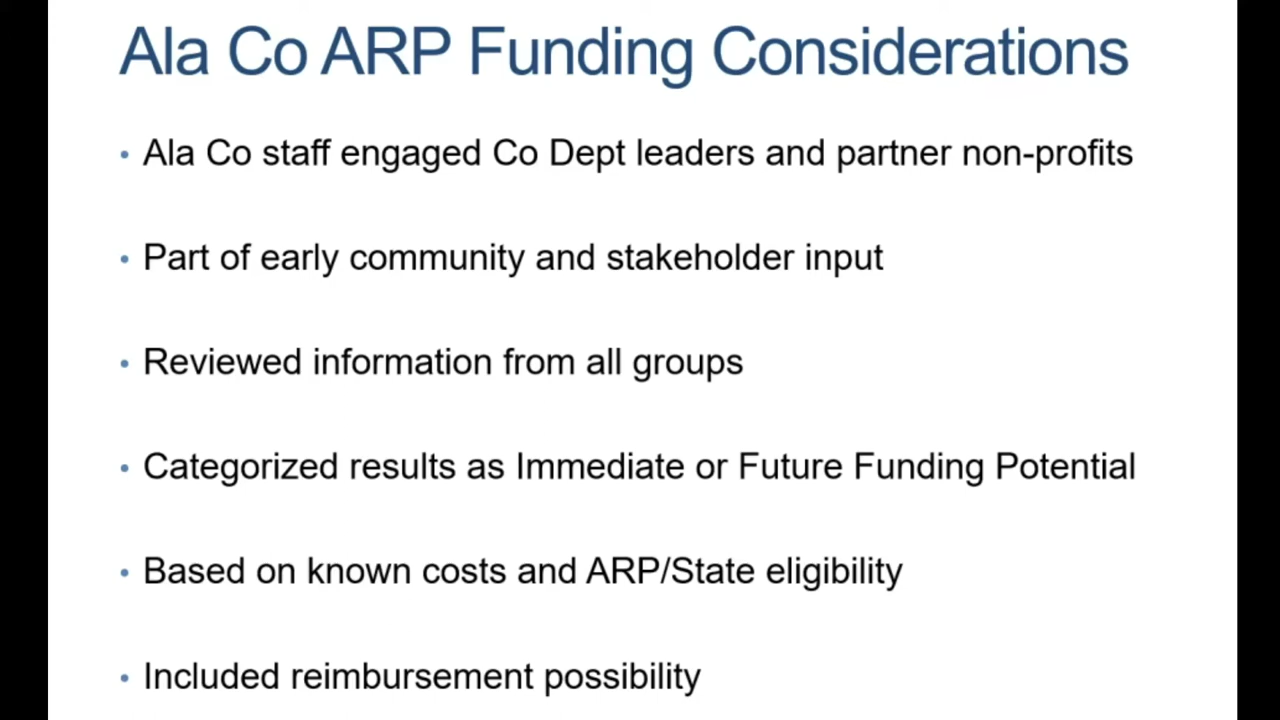 Ala Co ARP Funding Considerations
• Ala Co staff engaged Co Dept leaders and partner non-profits
• Part of early community and stakeholder input
• Reviewed information from all groups
• Categorized results as Immediate or Future Funding Potential
• Based on known costs and ARP/State eligibility
• Included reimbursement possibility